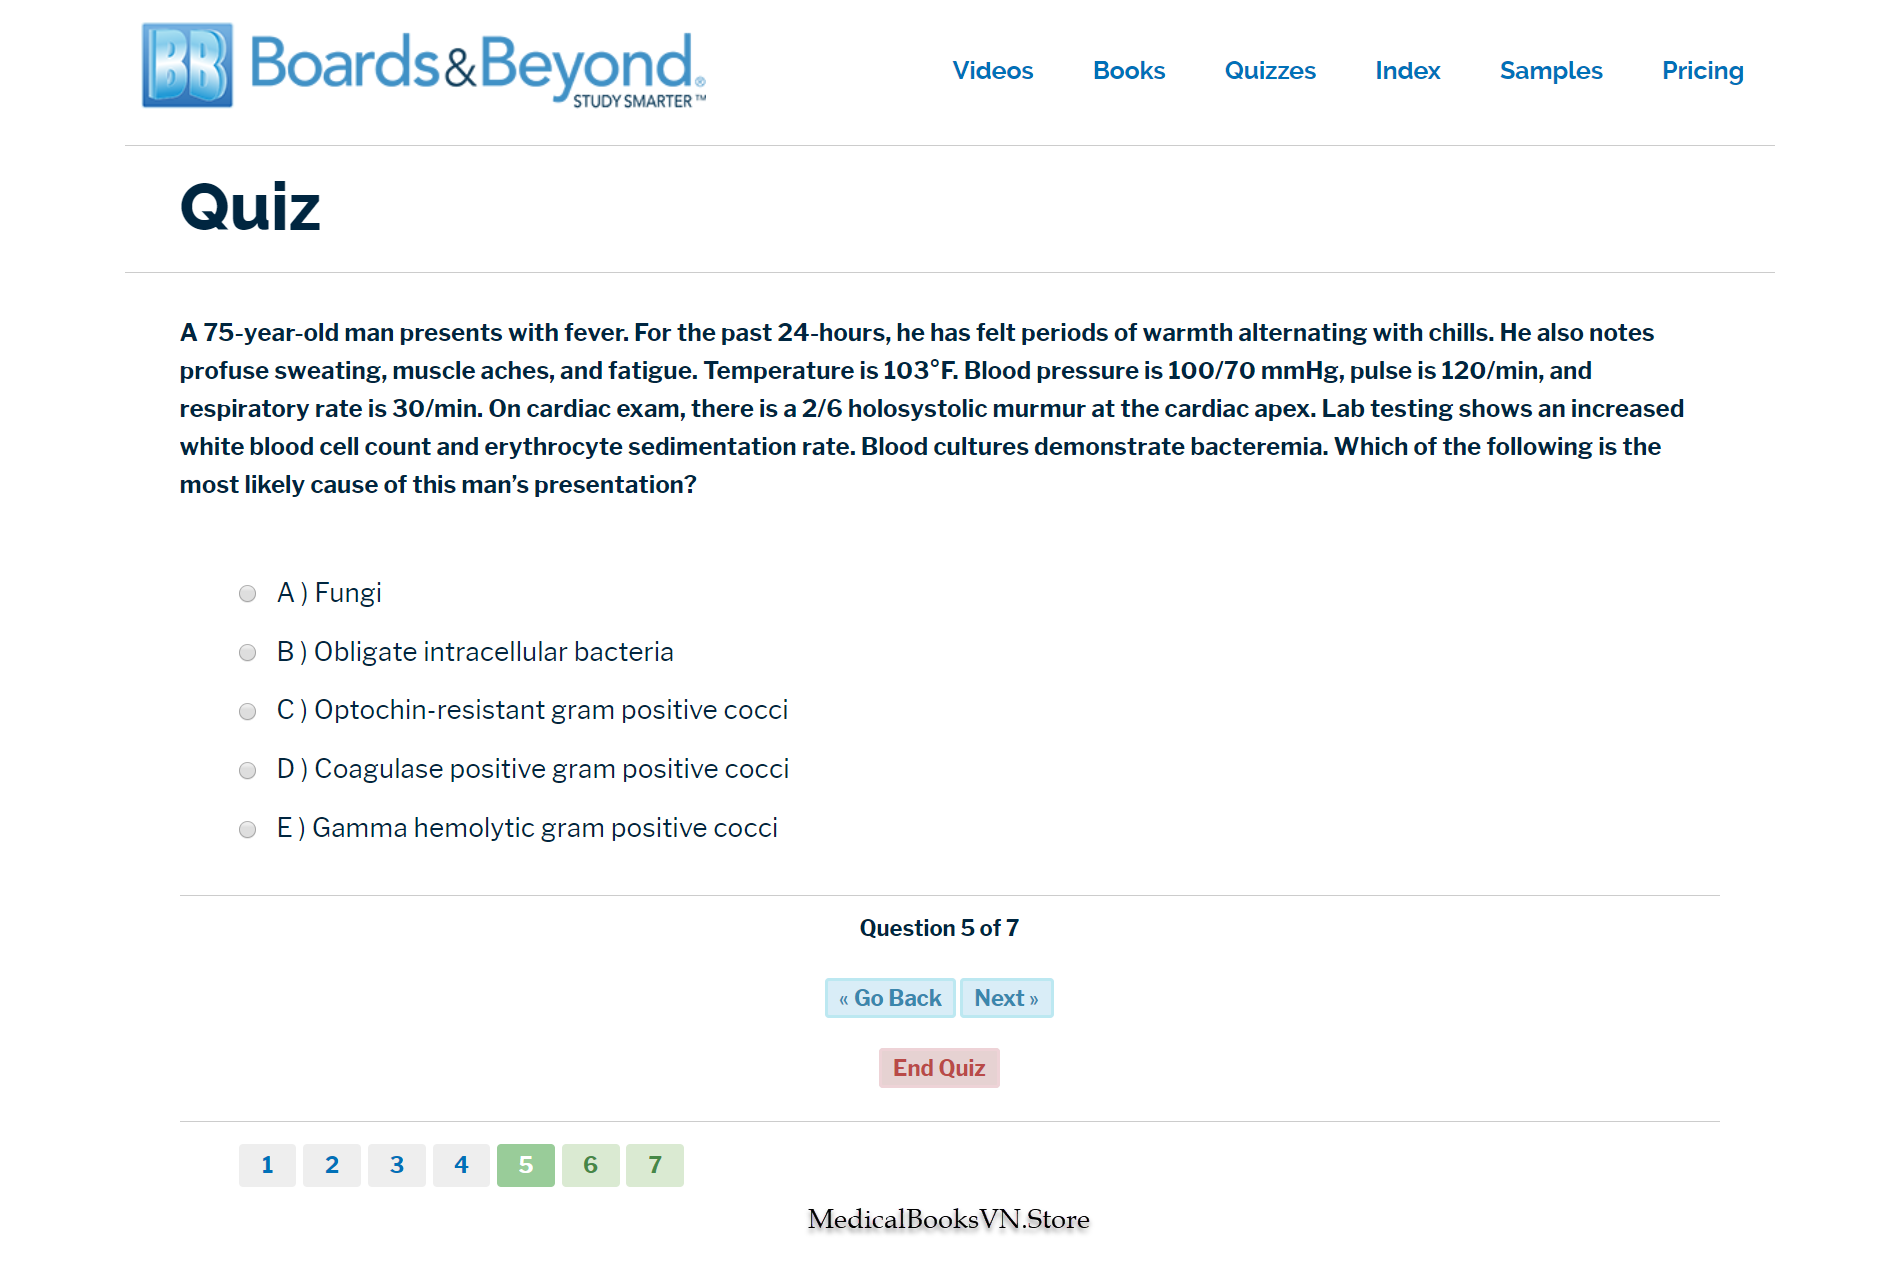 BB Boards&Beyond®
STUDY SMARTER™
Videos Books Quizzes Index Samples Pricing
Quiz
A 75-year-old man presents with fever. For the past 24-hours, he has felt periods of warmth alternating with chills. He also notes
profuse sweating, muscle aches, and fatigue. Temperature is 103°F. Blood pressure is 100/70 mmHg, pulse is 120/min, and
respiratory rate is 30/min. On cardiac exam, there is a 2/6 holosystolic murmur at the cardiac apex. Lab testing shows an increased
white blood cell count and erythrocyte sedimentation rate. Blood cultures demonstrate bacteremia. Which of the following is the
most likely cause of this man’s presentation?
A ) Fungi
B ) Obligate intracellular bacteria
C ) Optochin-resistant gram positive cocci
D ) Coagulase positive gram positive cocci
E ) Gamma hemolytic gram positive cocci
Question 5 of 7
« Go Back Next »
End Quiz
1 2 3 4 5 6 7
MedicalBooksVN.Store